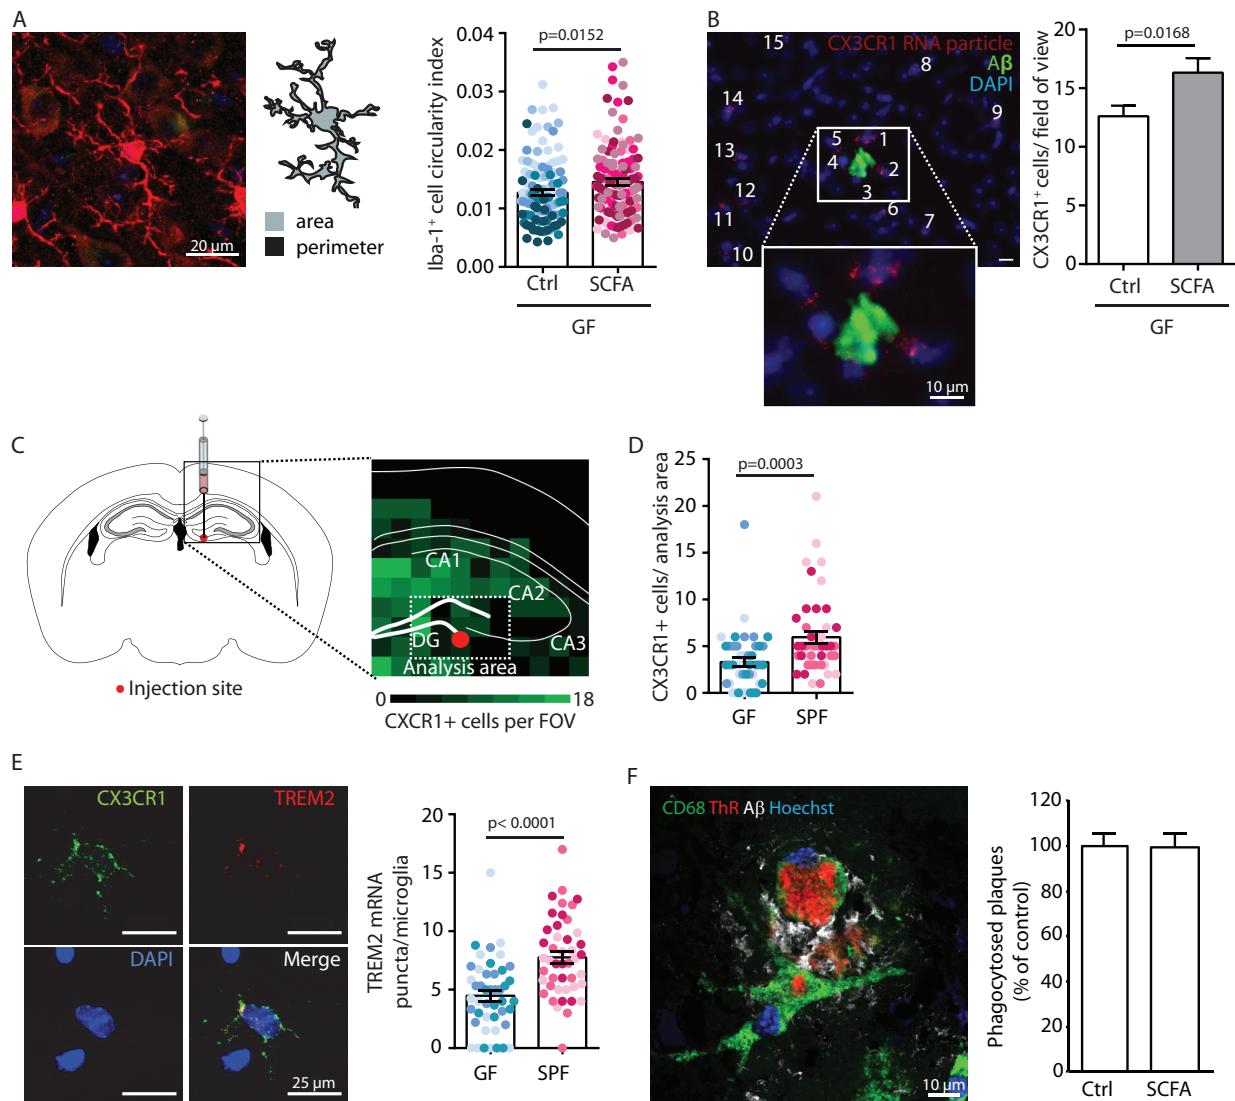 A
20 µm
area
perimeter
Iba-1+ cell circularity index
0.04
0.03
0.02
0.01
0.00
p=0.0152
Ctrl
SCFA
GF
B
CX3CR1 RNA particle
Aβ
DAPI
15
8
14
9
13
5
1
4
2
3
12
6
11
7
10
10 µm
CX3CR1+ cells/ field of view
20
15
10
5
0
p=0.0168
Ctrl
SCFA
GF
C
Injection site
CA1
CA2
CA3
DG
Analysis area
0
18
CXCR1+ cells per FOV
D
CX3CR1+ cells/ analysis area
25
20
15
10
5
0
p=0.0003
GF
SPF
E
CX3CR1
TREM2
DAPI
Merge
25 µm
TREM2 mRNA
puncta/microglia
20
15
10
5
0
p< 0.0001
GF
SPF
F
CD68 ThR Aβ Hoechst
10 µm
Phagocytosed plaques
(% of control)
120
100
80
60
40
20
0
Ctrl
SCFA